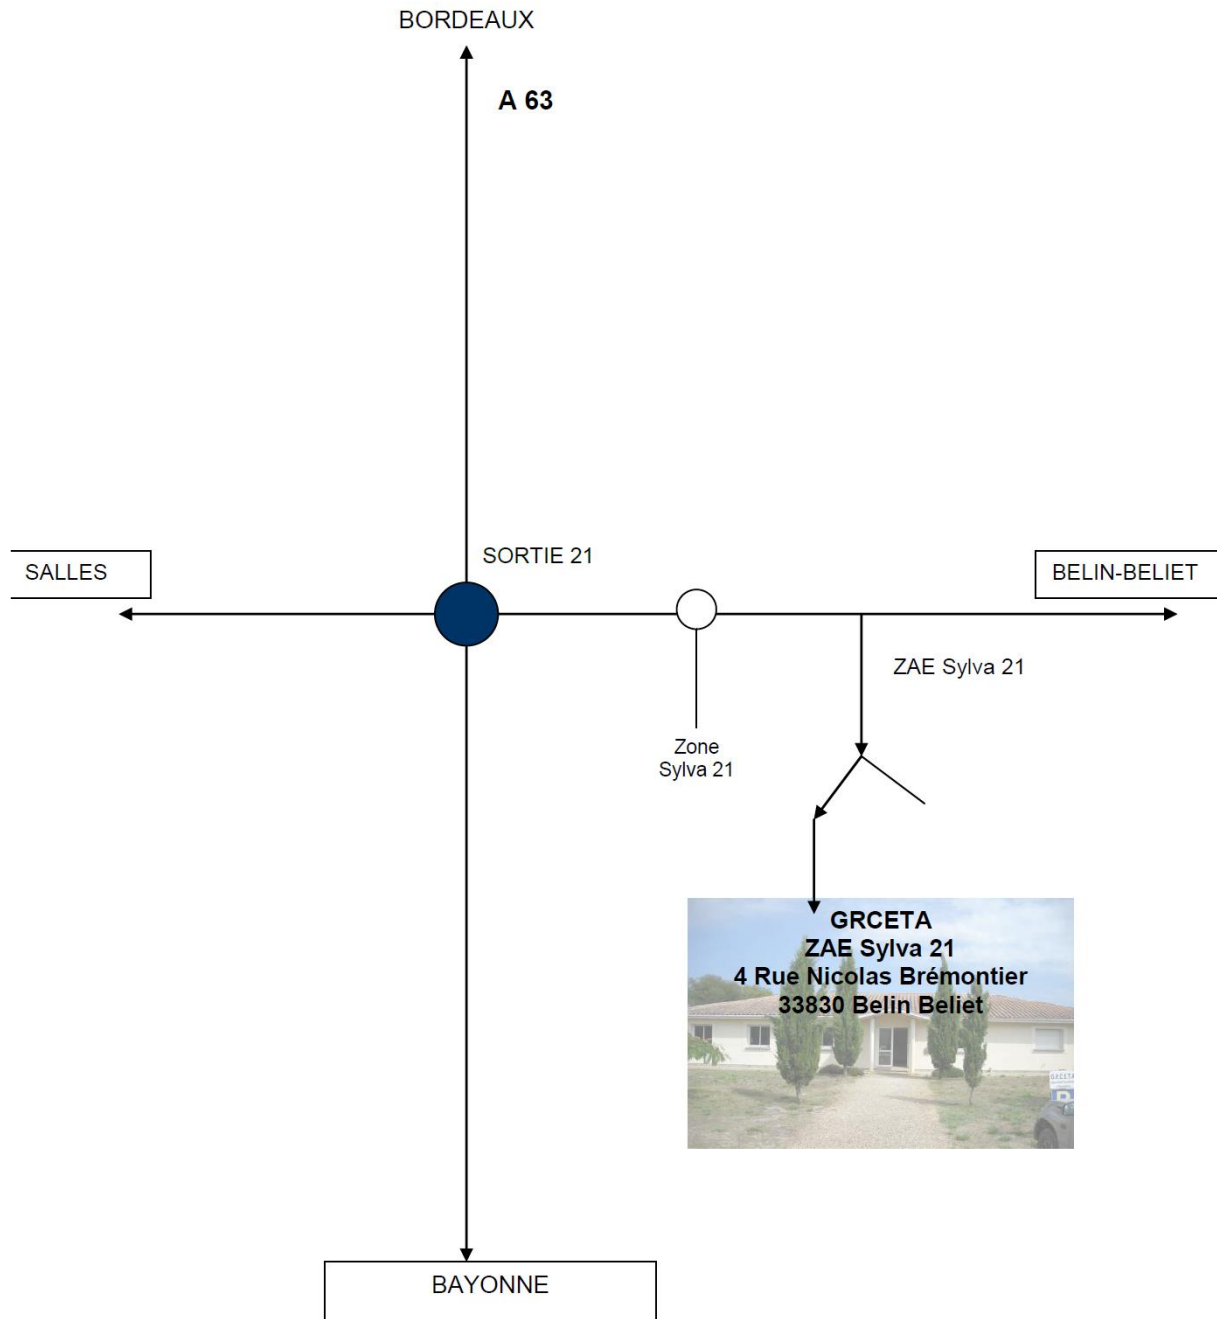 BORDEAUX
A 63
SORTIE 21
SALLES
BELIN-BELIET
ZAE Sylva 21
Zone
Sylva 21
GRCETA
ZAE Sylva 21
4 Rue Nicolas Brémontier
33830 Belin Beliet
GRCETA
P
BAYONNE